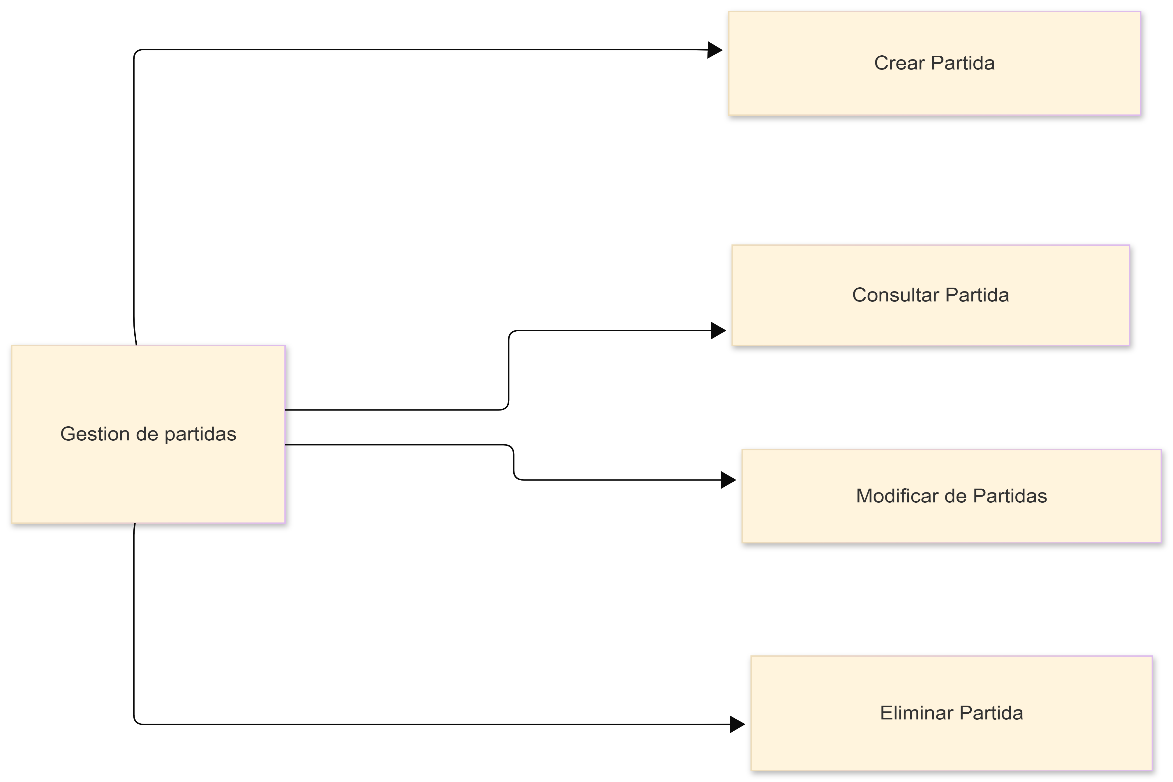 Crear Partida
Consultar Partida
Gestion de partidas
Modificar de Partidas
Eliminar Partida